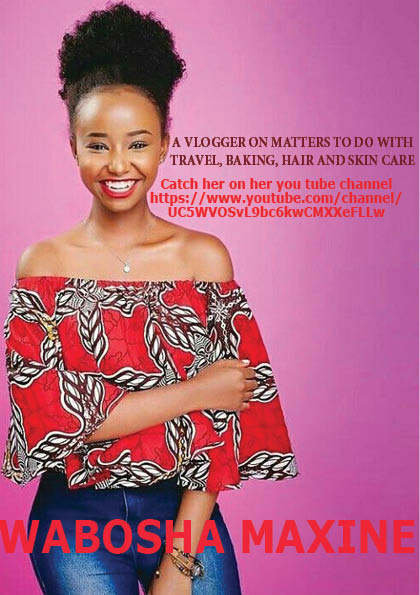 A VLOGGER ON MATTERS TO DO WITH
TRAVEL, BAKING, HAIR AND SKIN CARE
Catch her on her you tube channel
https://www.youtube.com/channel/
UC5WVOSvL9bc6kwCMXXeFLLw
WABOSHA MAXINE